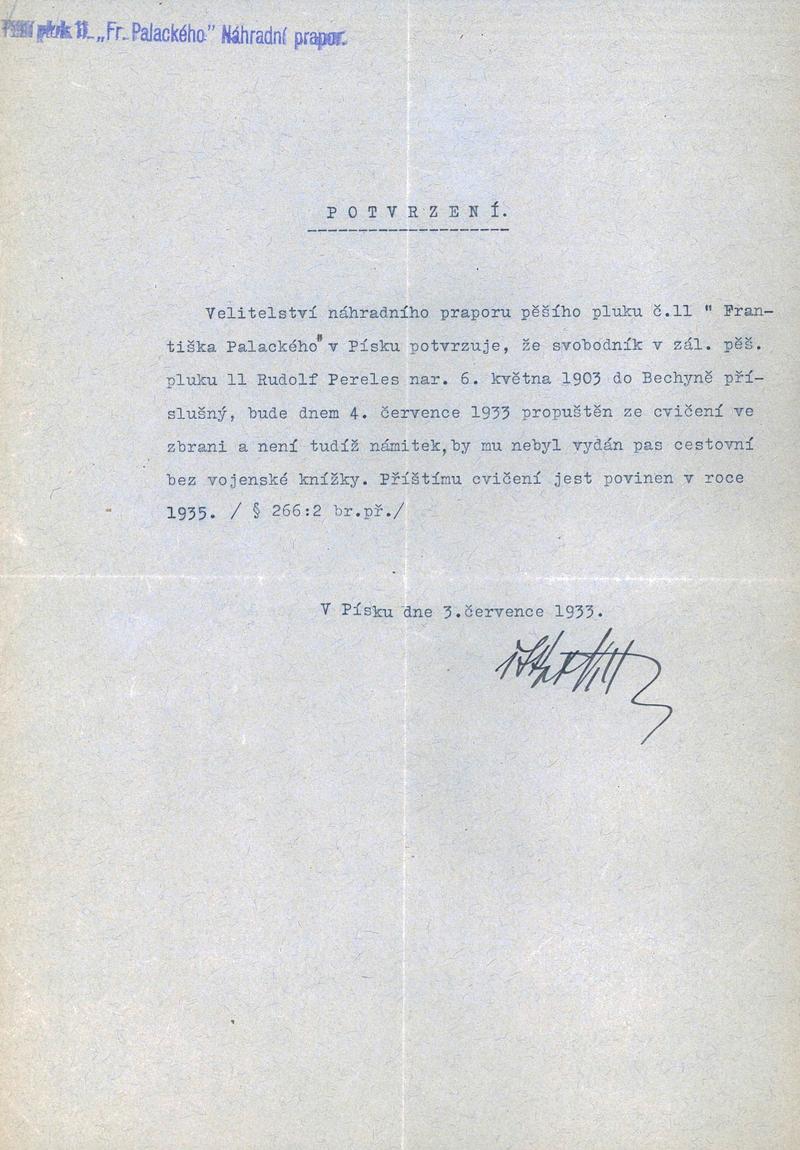 Pěší pluk 11 „Fr. Palackého" Náhradní prapor.
POTVRZENÍ.
Velitelství náhradního praporu pěšího pluku č.11 " Fran-
tiška Palackého" v Písku potvrzuje, že svobodník v zál. pěš.
pluku 11 Rudolf Pereles nar. 6. května 1903 do Bechyně pří-
slušný, bude dnem 4. července 1933 propuštěn ze cvičení ve
zbrani a není tudíž námitek,by mu nebyl vydán pas cestovní
bez vojenské knížky. Příštímu cvičení jest povinen v roce
1935. / § 266:2 br.př./
V Písku dne 3.července 1933.